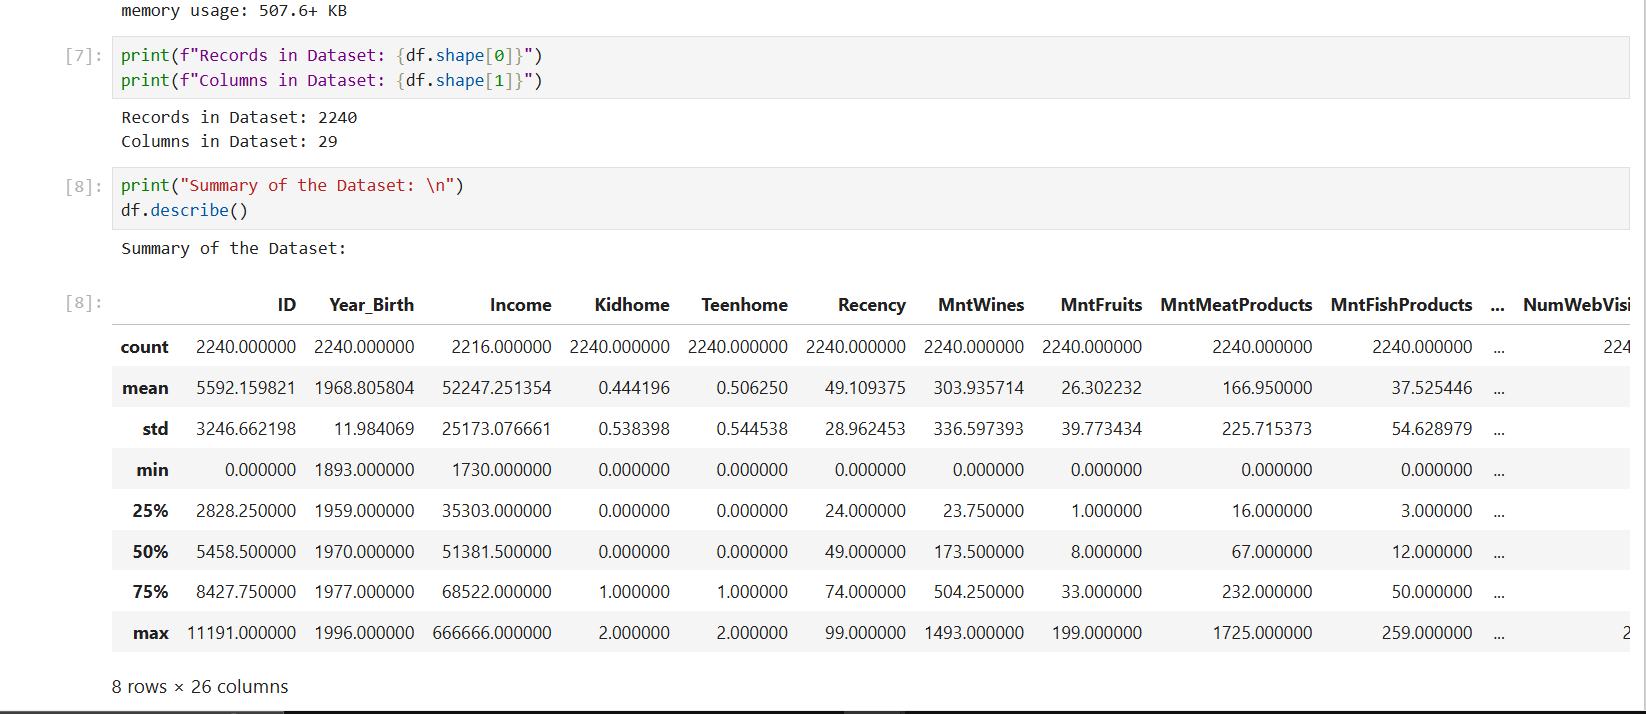 memory usage: 507.6+ KB
[7]: print(f"Records in Dataset: {df.shape[0]}")
print(f"Columns in Dataset: {df.shape[1]}")
Records in Dataset: 2240
Columns in Dataset: 29
[8]: print("Summary of the Dataset: \n")
df.describe()
Summary of the Dataset:
[8]: ID Year_Birth Income Kidhome Teenhome Recency MntWines MntFruits MntMeatProducts MntFishProducts ... NumWebVisi
count 2240.000000 2240.000000 2216.000000 2240.000000 2240.000000 2240.000000 2240.000000 2240.000000 2240.000000 2240.000000 ... 224
mean 5592.159821 1968.805804 52247.251354 0.444196 0.506250 49.109375 303.935714 26.302232 166.950000 37.525446 ...
std 3246.662198 11.984069 25173.076661 0.538398 0.544538 28.962453 336.597393 39.773434 225.715373 54.628979 ...
min 0.000000 1893.000000 1730.000000 0.000000 0.000000 0.000000 0.000000 0.000000 0.000000 0.000000 ...
25% 2828.250000 1959.000000 35303.000000 0.000000 0.000000 24.000000 23.750000 1.000000 16.000000 3.000000 ...
50% 5458.500000 1970.000000 51381.500000 0.000000 0.000000 49.000000 173.500000 8.000000 67.000000 12.000000 ...
75% 8427.750000 1977.000000 68522.000000 1.000000 1.000000 74.000000 504.250000 33.000000 232.000000 50.000000 ...
max 11191.000000 1996.000000 666666.000000 2.000000 2.000000 99.000000 1493.000000 199.000000 1725.000000 259.000000 ... 2
8 rows × 26 columns